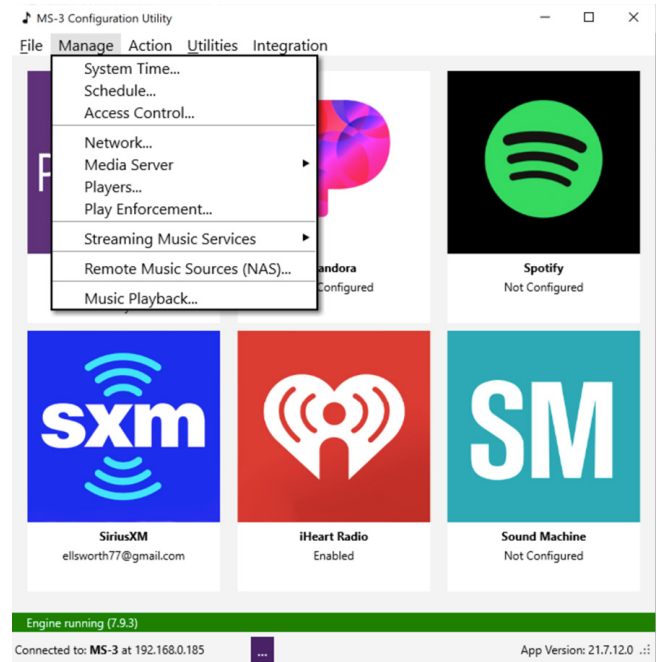 MS-3 Configuration Utility
File Manage Action Utilities Integration
System Time...
Schedule...
Access Control...
Network...
Media Server
Players...
Play Enforcement...
Streaming Music Services
Remote Music Sources (NAS)...
Music Playback...
andora
Configured
Spotify
Not Configured
sxm
SiriusXM
ellsworth77@gmail.com
iHeart Radio
Enabled
SM
Sound Machine
Not Configured
Engine running (7.9.3)
Connected to: MS-3 at 192.168.0.185
...
App Version: 21.7.12.0